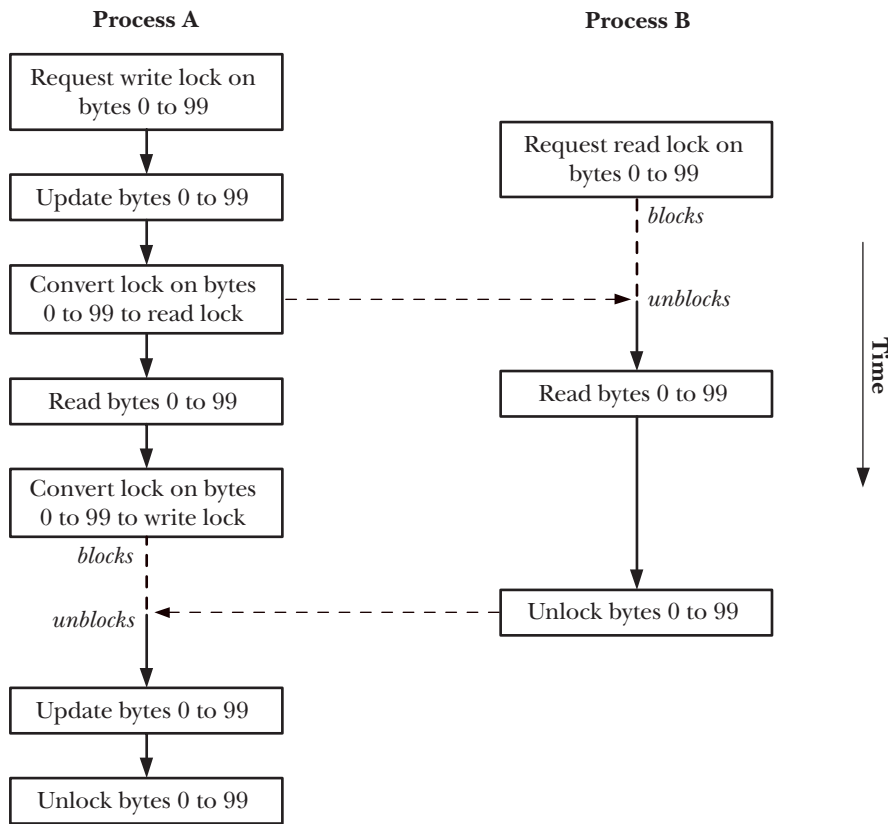 Process A
Request write lock on
bytes 0 to 99
Update bytes 0 to 99
Convert lock on bytes
0 to 99 to read lock
Read bytes 0 to 99
Convert lock on bytes
0 to 99 to write lock
blocks
unblocks
Update bytes 0 to 99
Unlock bytes 0 to 99
Process B
Request read lock on
bytes 0 to 99
blocks
unblocks
Read bytes 0 to 99
Unlock bytes 0 to 99
Time